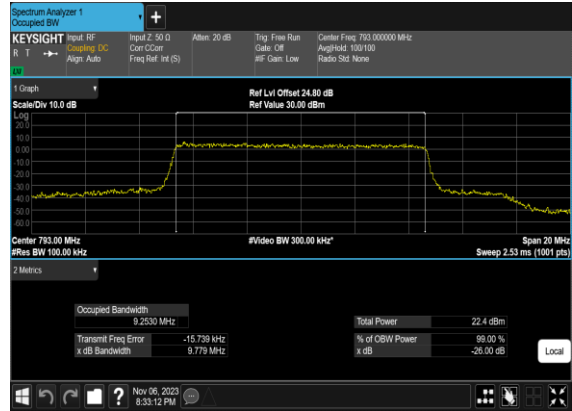 Spectrum Analyzer 1
Occupied BW
KEYSIGHT Input: RF Input Z: 50 Ω Atten: 20 dB Trig: Free Run Center Freq: 793.000000 MHz
R T Coupling: DC Corr CCorr Gate: Off Avg|Hold: 100/100
Align: Auto Freq Ref: Int (S) #IF Gain: Low Radio Std: None
LXI
1 Graph Ref Lvl Offset 24.80 dB
Scale/Div 10.0 dB Ref Value 30.00 dBm
Log
20.0
10.0
0.00
-10.0
-20.0
-30.0
-40.0
-50.0
-60.0
Center 793.00 MHz #Video BW 300.00 kHz* Span 20 MHz
#Res BW 100.00 kHz Sweep 2.53 ms (1001 pts)
2 Metrics
Occupied Bandwidth
9.2530 MHz Total Power 22.4 dBm
Transmit Freq Error -15.739 kHz % of OBW Power 99.00 %
x dB Bandwidth 9.779 MHz x dB -26.00 dB
Local
Nov 06, 2023
8:33:12 PM